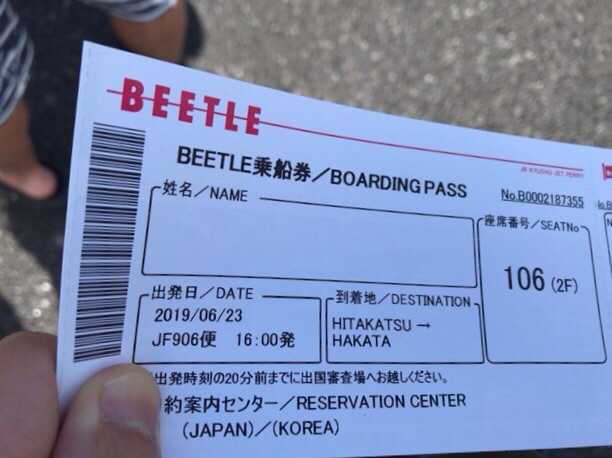 BEETLE
JR KYUSHU JET FERRY
BEETLE乗船券／BOARDING PASS
No.B0002187355
姓名／NAME
座席番号／SEATNo
106 (2F)
出発日／DATE
2019/06/23
JF906便 16:00発
到着地／DESTINATION
HITAKATSU →
HAKATA
出発時刻の20分前までに出国審査場へお越しください。
約案内センター／RESERVATION CENTER
(JAPAN)／(KOREA)